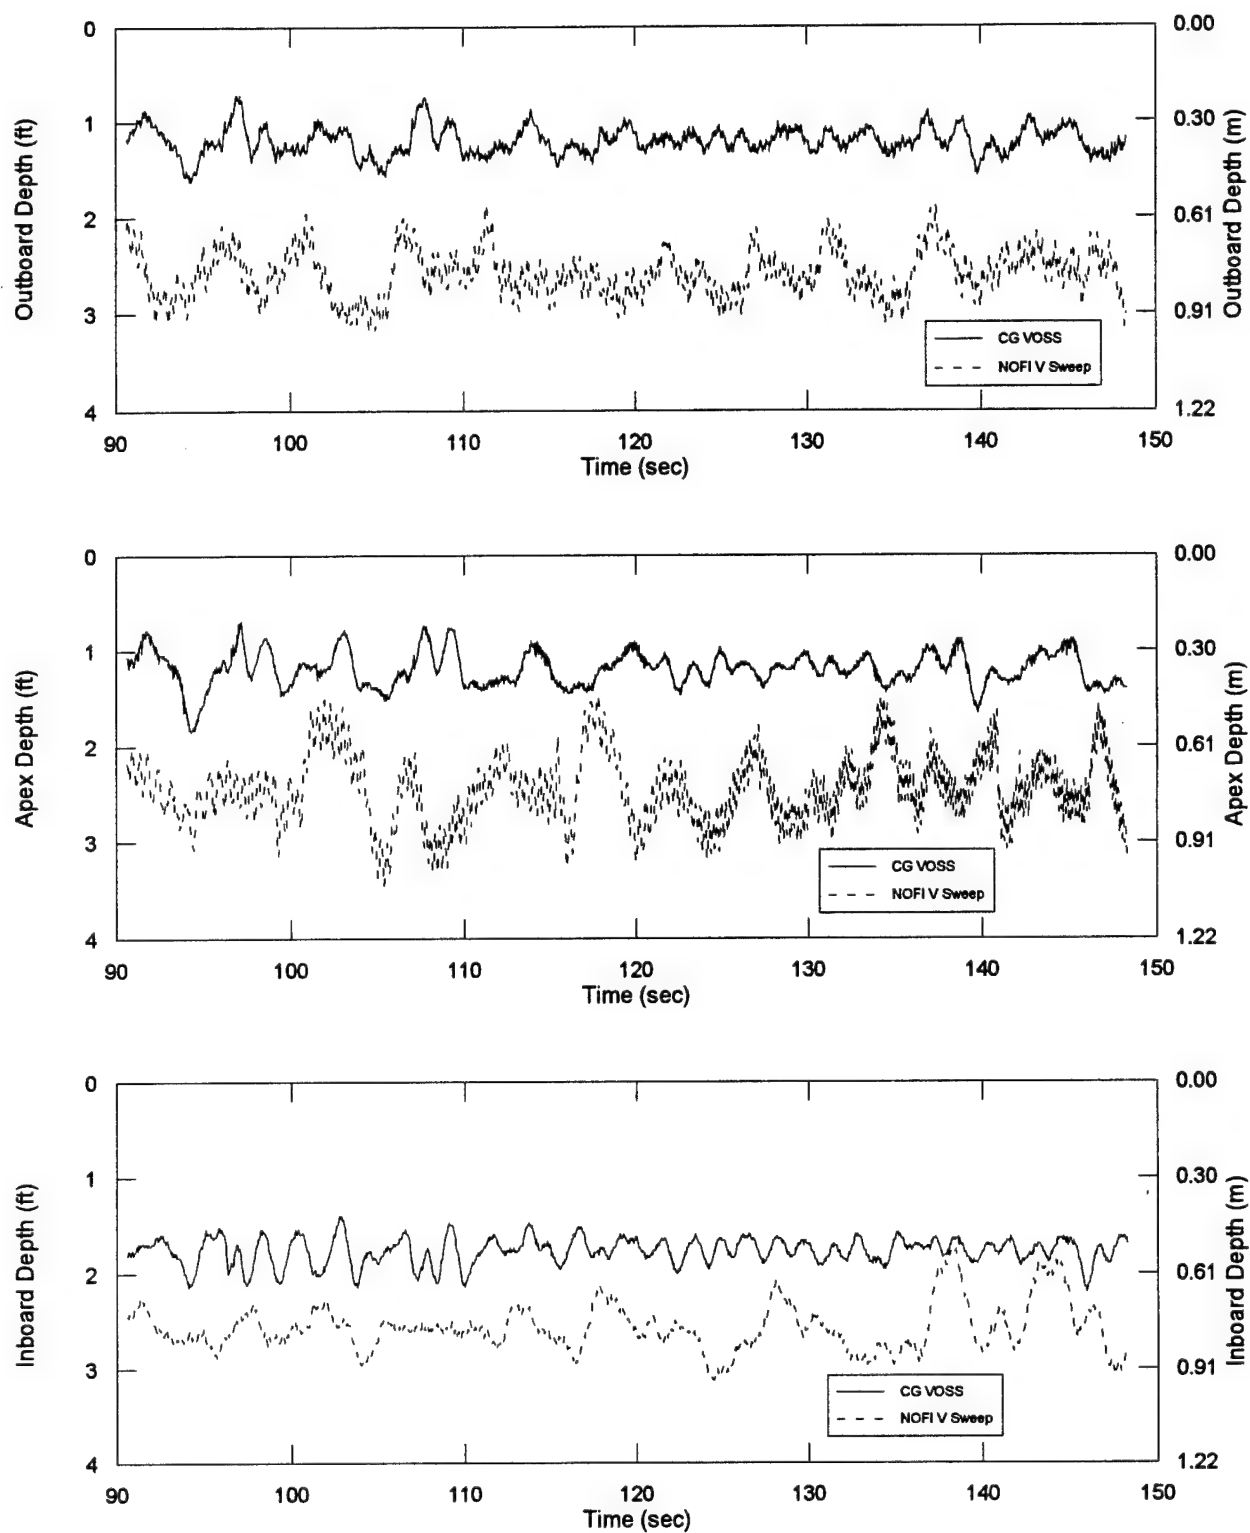 0 0.00
1 0.30
2 0.61
3 0.91
4 1.22
Outboard Depth (ft)
Outboard Depth (m)
CG VOSS
NOFI V Sweep
90 100 110 120 130 140 150
Time (sec)
0 0.00
1 0.30
2 0.61
3 0.91
4 1.22
Apex Depth (ft)
Apex Depth (m)
CG VOSS
NOFI V Sweep
90 100 110 120 130 140 150
Time (sec)
0 0.00
1 0.30
2 0.61
3 0.91
4 1.22
Inboard Depth (ft)
Inboard Depth (m)
CG VOSS
NOFI V Sweep
90 100 110 120 130 140 150
Time (sec)